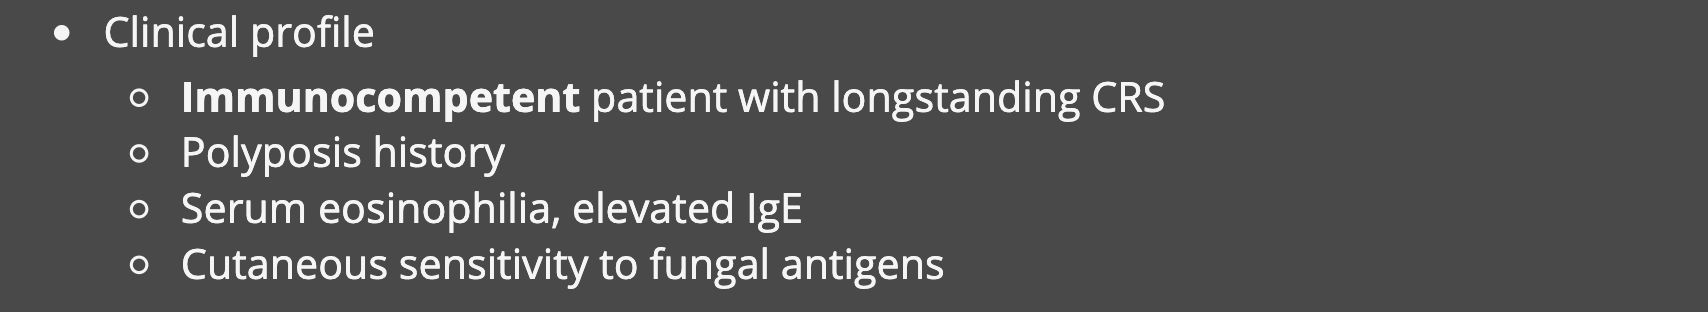 • Clinical profile
○ Immunocompetent patient with longstanding CRS
○ Polyposis history
○ Serum eosinophilia, elevated IgE
○ Cutaneous sensitivity to fungal antigens